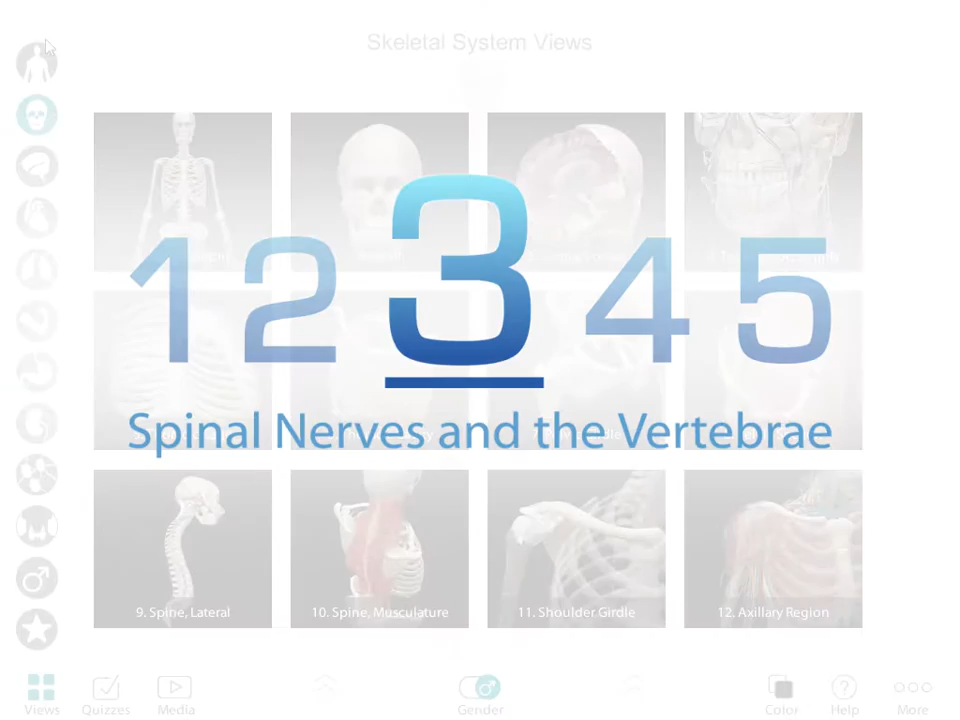 Skeletal System Views
1 2 3 4 5
Spinal Nerves and the Vertebrae
9. Spine, Lateral
10. Spine, Musculature
11. Shoulder Girdle
12. Axillary Region
Views
Quizzes
Media
Gender
Color
Help
More